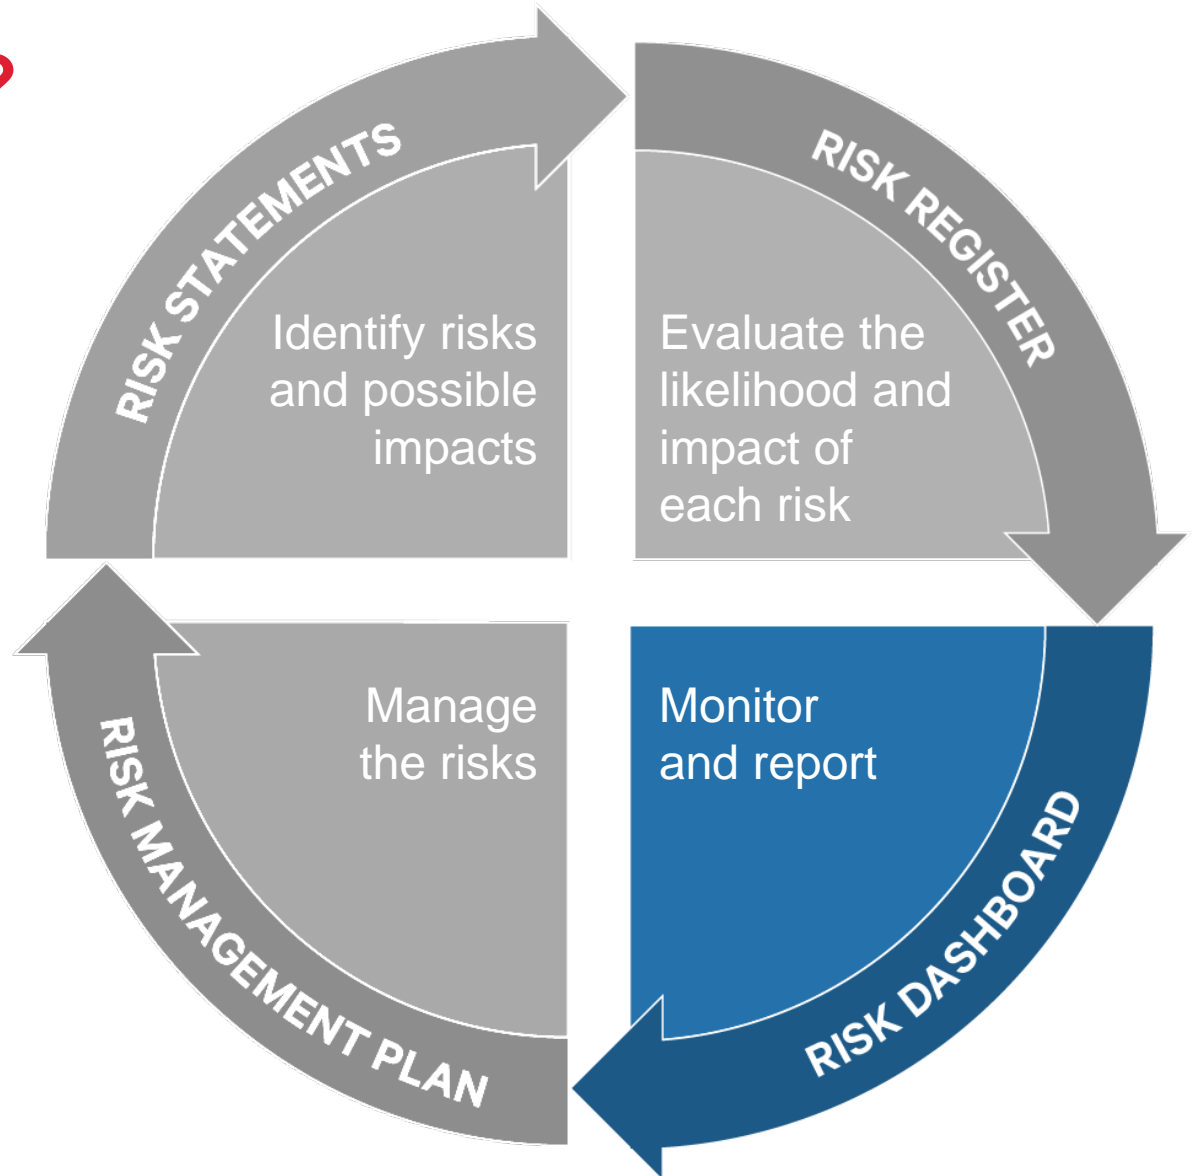 RISK STATEMENTS
Identify risks
and possible
impacts
RISK REGISTER
Evaluate the
likelihood and
impact of
each risk
RISK DASHBOARD
Monitor
and report
RISK MANAGEMENT PLAN
Manage
the risks